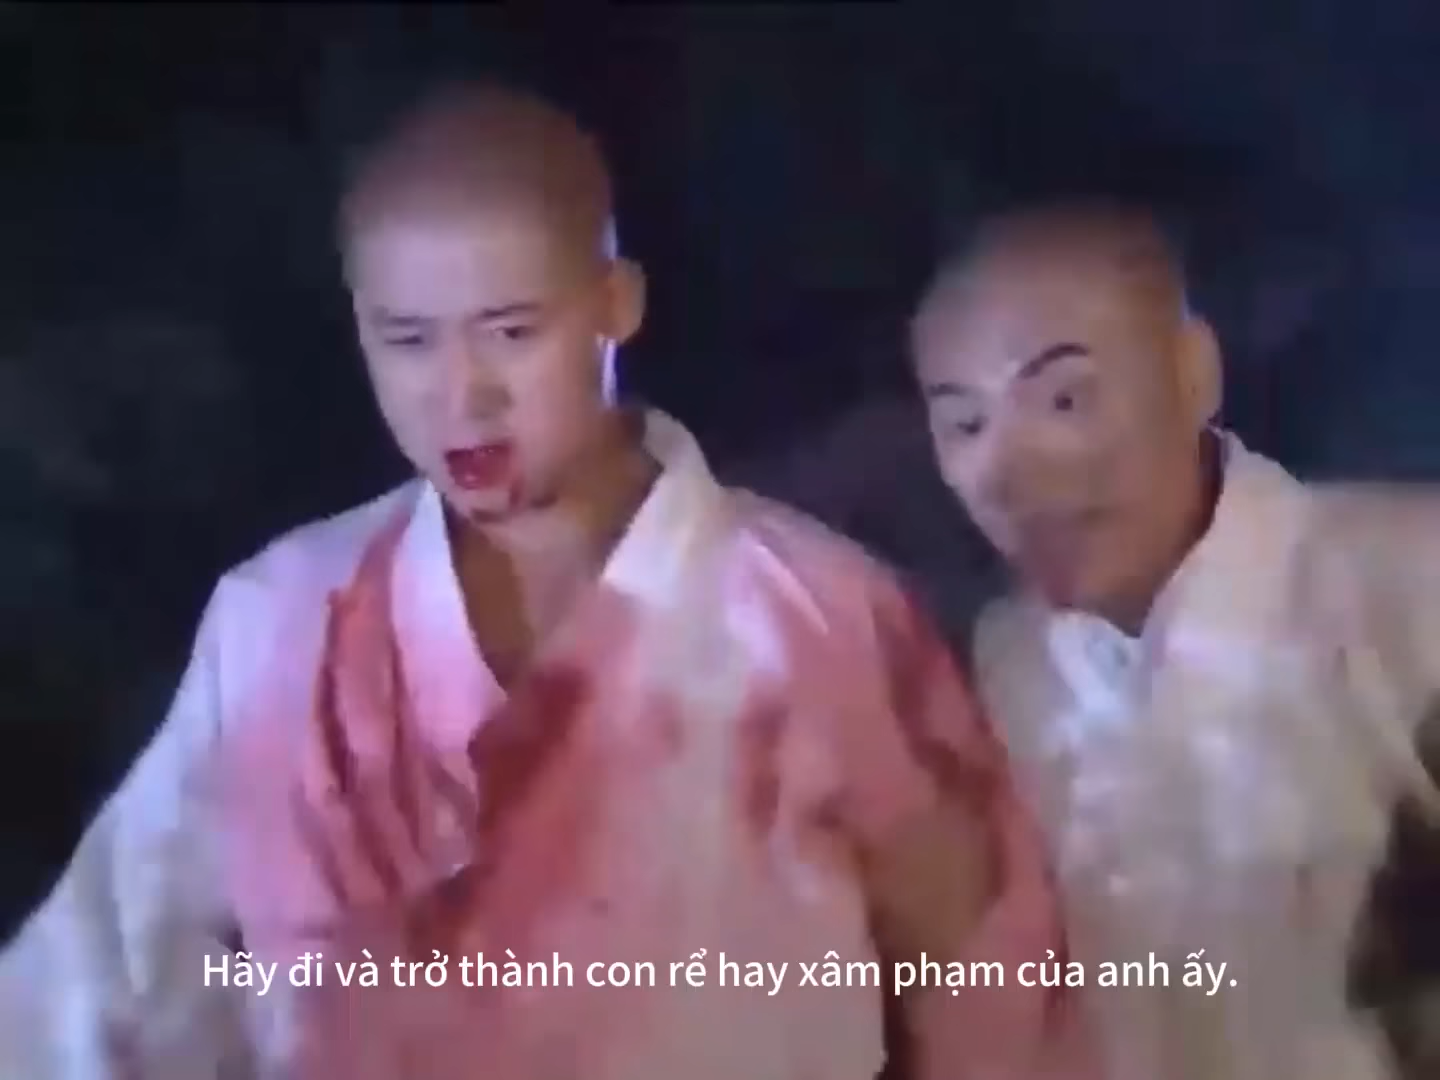 Hãy đi và trở thành con rể hay xâm phạm của anh ấy.